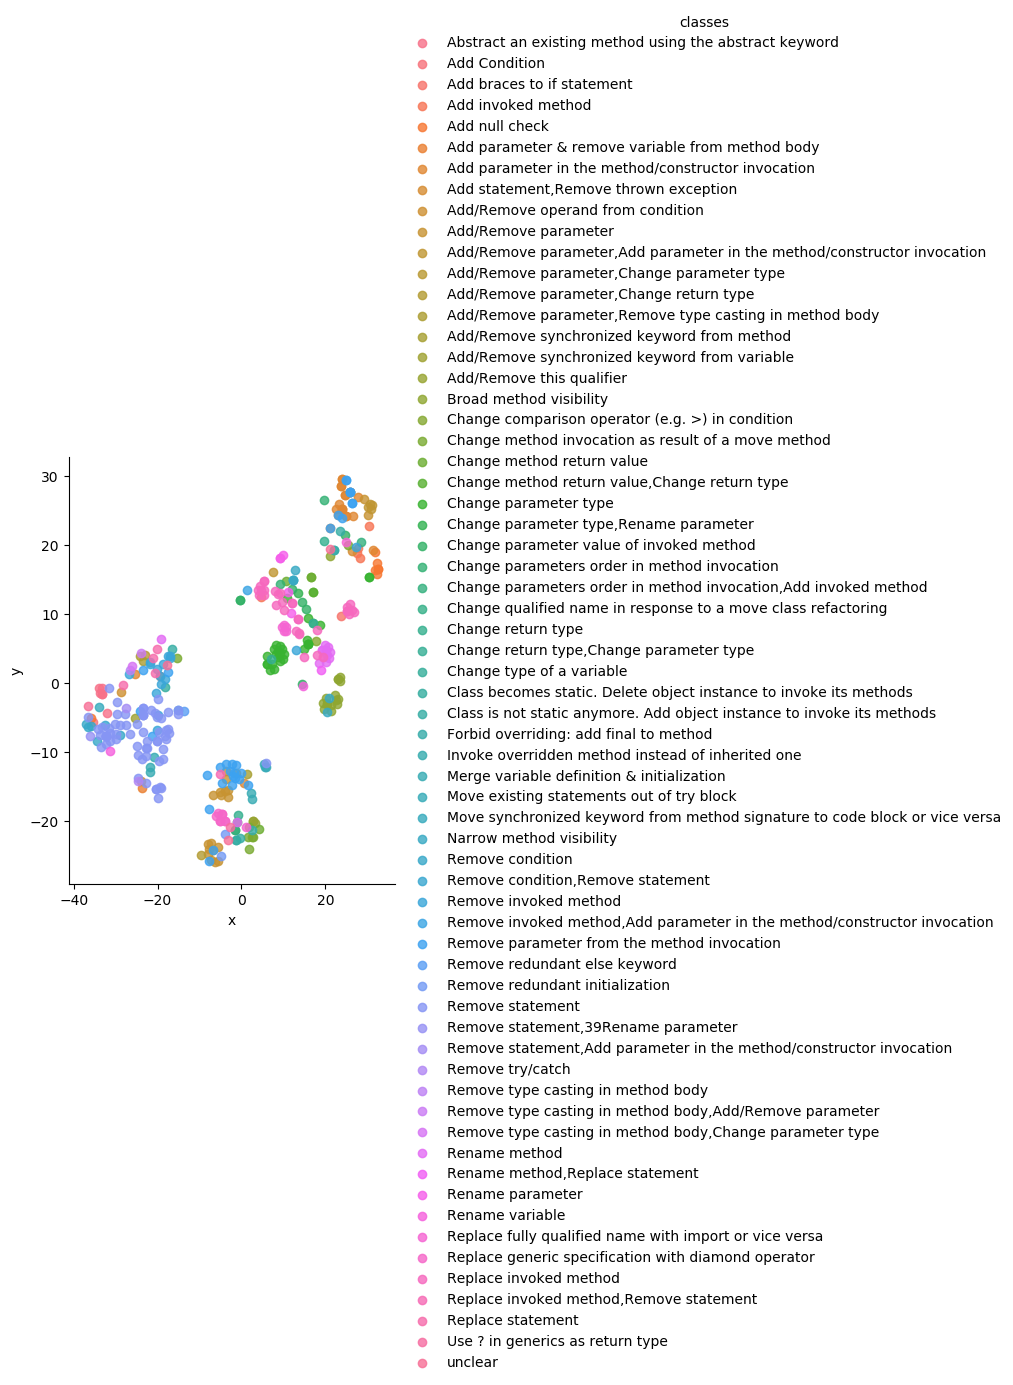 classes
Abstract an existing method using the abstract keyword
Add Condition
Add braces to if statement
Add invoked method
Add null check
Add parameter & remove variable from method body
Add parameter in the method/constructor invocation
Add statement,Remove thrown exception
Add/Remove operand from condition
Add/Remove parameter
Add/Remove parameter,Add parameter in the method/constructor invocation
Add/Remove parameter,Change parameter type
Add/Remove parameter,Change return type
Add/Remove parameter,Remove type casting in method body
Add/Remove synchronized keyword from method
Add/Remove synchronized keyword from variable
Add/Remove this qualifier
Broad method visibility
Change comparison operator (e.g. >) in condition
Change method invocation as result of a move method
Change method return value
Change method return value,Change return type
Change parameter type
Change parameter type,Rename parameter
Change parameter value of invoked method
Change parameters order in method invocation
Change parameters order in method invocation,Add invoked method
Change qualified name in response to a move class refactoring
Change return type
Change return type,Change parameter type
Change type of a variable
Class becomes static. Delete object instance to invoke its methods
Class is not static anymore. Add object instance to invoke its methods
Forbid overriding: add final to method
Invoke overridden method instead of inherited one
Merge variable definition & initialization
Move existing statements out of try block
Move synchronized keyword from method signature to code block or vice versa
Narrow method visibility
Remove condition
Remove condition,Remove statement
Remove invoked method
Remove invoked method,Add parameter in the method/constructor invocation
Remove parameter from the method invocation
Remove redundant else keyword
Remove redundant initialization
Remove statement
Remove statement,39Rename parameter
Remove statement,Add parameter in the method/constructor invocation
Remove try/catch
Remove type casting in method body
Remove type casting in method body,Add/Remove parameter
Remove type casting in method body,Change parameter type
Rename method
Rename method,Replace statement
Rename parameter
Rename variable
Replace fully qualified name with import or vice versa
Replace generic specification with diamond operator
Replace invoked method
Replace invoked method,Remove statement
Replace statement
Use ? in generics as return type
unclear
30
20
10
0
−10
−20
y
−40
−20
0
20
x